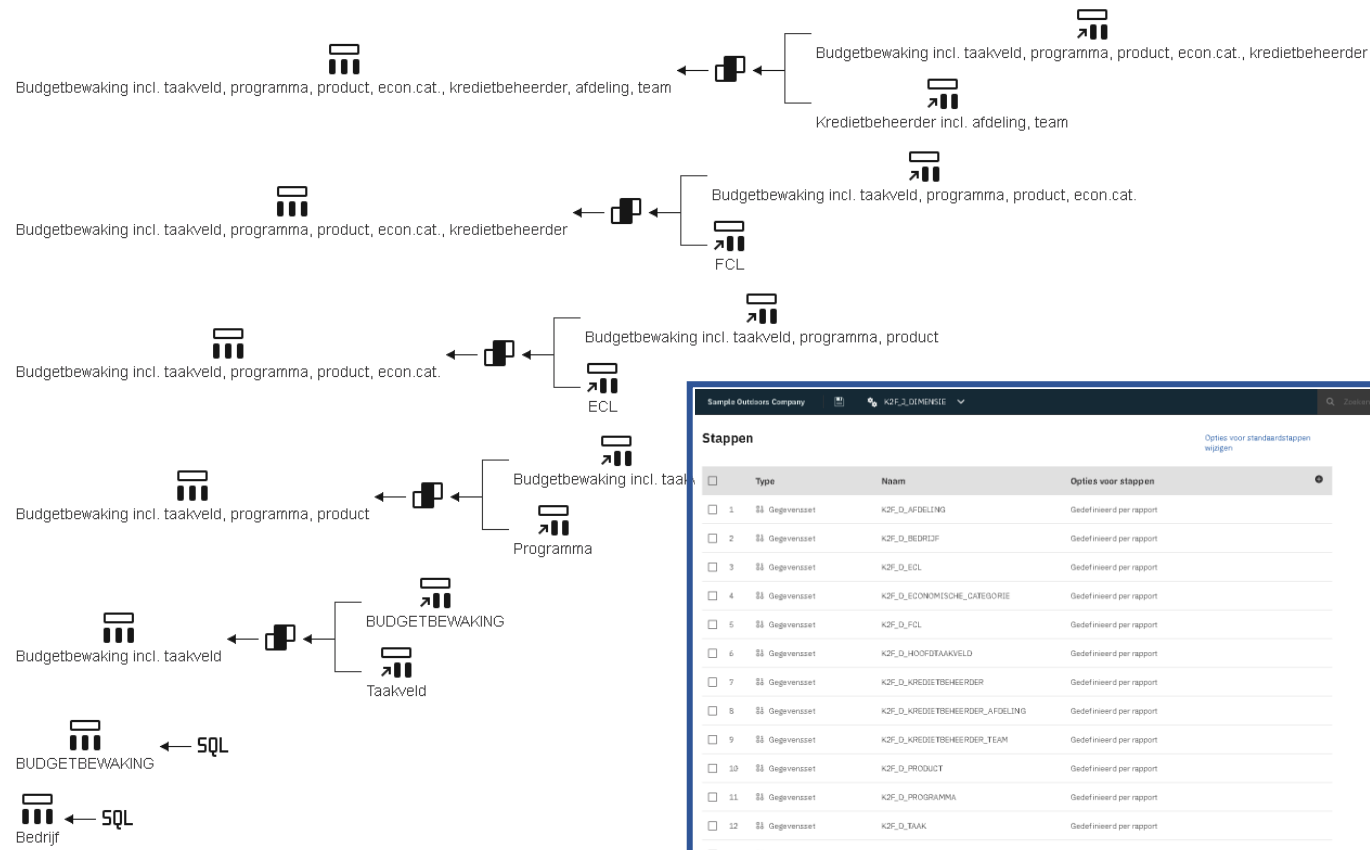 Budgetbewaking incl. taakveld, programma, product, econ.cat., kredietbeheerder
Budgetbewaking incl. taakveld, programma, product, econ.cat., kredietbeheerder, afdeling, team
Kredietbeheerder incl. afdeling, team
Budgetbewaking incl. taakveld, programma, product, econ.cat.
Budgetbewaking incl. taakveld, programma, product, econ.cat., kredietbeheerder
FCL
Budgetbewaking incl. taakveld, programma, product
Budgetbewaking incl. taakveld, programma, product, econ.cat.
ECL
Budgetbewaking incl. taak
Budgetbewaking incl. taakveld, programma, product
Programma
BUDGETBEWAKING
Budgetbewaking incl. taakveld
Taakveld
SQL
BUDGETBEWAKING
SQL
Bedrijf
Sample Outdoors Company K2F_2_DIMENSIE Zoeken
Stappen
Opties voor standaardstappen
wijzigen
Type Naam Opties voor stappen
1 Gegevensset K2F_D_AFDELING Gedefinieerd per rapport
2 Gegevensset K2F_D_BEDRIJF Gedefinieerd per rapport
3 Gegevensset K2F_D_ECL Gedefinieerd per rapport
4 Gegevensset K2F_D_ECONOMISCHE_CATEGORIE Gedefinieerd per rapport
5 Gegevensset K2F_D_FCL Gedefinieerd per rapport
6 Gegevensset K2F_D_HOOFDTAAKVELD Gedefinieerd per rapport
7 Gegevensset K2F_D_KREDIETBEHEERDER Gedefinieerd per rapport
8 Gegevensset K2F_D_KREDIETBEHEERDER_AFDELING Gedefinieerd per rapport
9 Gegevensset K2F_D_KREDIETBEHEERDER_TEAM Gedefinieerd per rapport
10 Gegevensset K2F_D_PRODUCT Gedefinieerd per rapport
11 Gegevensset K2F_D_PROGRAMMA Gedefinieerd per rapport
12 Gegevensset K2F_D_TAAK Gedefinieerd per rapport